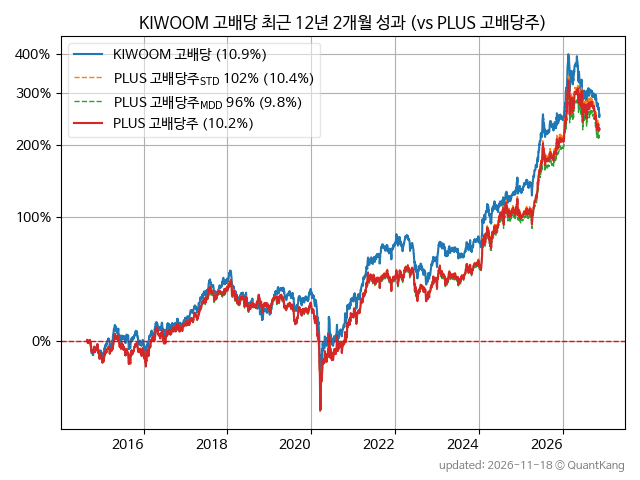 KIWOOM 고배당 최근 12년 2개월 성과 (vs PLUS 고배당주)
KIWOOM 고배당 (10.9%)
PLUS 고배당주STD 102% (10.4%)
PLUS 고배당주MDD 96% (9.8%)
PLUS 고배당주 (10.2%)
400%
300%
200%
100%
0%
2016 2018 2020 2022 2024 2026
updated: 2026-11-18 © QuantKang